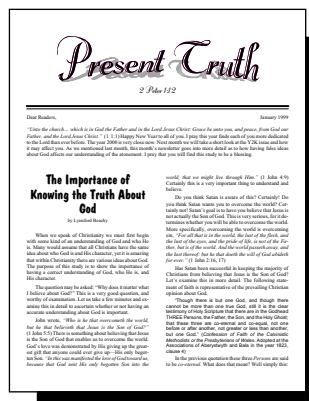 Present Truth
2 Peter 1:12
Dear Readers,
January 1999
"Unto the church… which is in God the Father and in the Lord Jesus Christ: Grace be unto you, and peace, from God our
Father, and the Lord Jesus Christ." (1 1:1) Happy New Year to all of you. I pray this year finds each of you more dedicated
to the Lord than ever before. The year 2000 is very close now. Next month we will take a short look at the Y2K issue and how
it may effect you. As we mentioned last month, this month's newsletter goes into more detail as to how having false ideas
about God affects our understanding of the atonement. I pray that you will find this study to be a blessing.
The Importance of
Knowing the Truth About
God
by Lynnford Beachy
When we speak of Christianity we must first begin
with some kind of an understanding of God and who He
is. Many would assume that all Christians have the same
idea about who God is and His character, yet it is amazing
that within Christianity there are various ideas about God.
The purpose of this study is to show the importance of
having a correct understanding of God, who He is, and
His character.
The question may be asked: "Why does it matter what
I believe about God?" This is a very good question, and
worthy of examination. Let us take a few minutes and ex-
amine this in detail to ascertain whether or not having an
accurate understanding about God is important.
John wrote, "Who is he that overcometh the world,
but he that believeth that Jesus is the Son of God?"
(1 John 5:5) There is something about believing that Jesus
is the Son of God that enables us to overcome the world.
God's love was demonstrated by His giving up the great-
est gift that anyone could ever give up—His only begot-
ten Son. "In this was manifested the love of God toward us,
because that God sent His only begotten Son into the
world, that we might live through Him." (1 John 4:9)
Certainly this is a very important thing to understand and
believe.
Do you think Satan is aware of this? Certainly! Do
you think Satan wants you to overcome the world? Cer-
tainly not! Satan's goal is to have you believe that Jesus is
not actually the Son of God. This is very serious, for it de-
termines whether you will be able to overcome the world.
More specifically, overcoming the world is overcoming
sin, "For all that is in the world, the lust of the flesh, and
the lust of the eyes, and the pride of life, is not of the Fa-
ther, but is of the world. And the world passeth away, and
the lust thereof: but he that doeth the will of God abideth
for ever." (1 John 2:16, 17)
Has Satan been successful in keeping the majority of
Christians from believing that Jesus is the Son of God?
Let's examine this in more detail. The following state-
ment of faith is representative of the prevailing Christian
opinion about God.
"Though there is but one God, and though there
cannot be more than one true God, still it is the clear
testimony of Holy Scripture that there are in the Godhead
THREE Persons, the Father, the Son, and the Holy Ghost;
that these three are co-eternal and co-equal, not one
before or after another, nor greater or less than another,
but one God." (Confession of Faith of the Calvinistic
Methodists or the Presbyterians of Wales. Adopted at the
Associations of Aberystwyth and Bala in the year 1823,
clause 4)
In the previous quotation these three Persons are said
to be co-eternal. What does that mean? Well simply this: